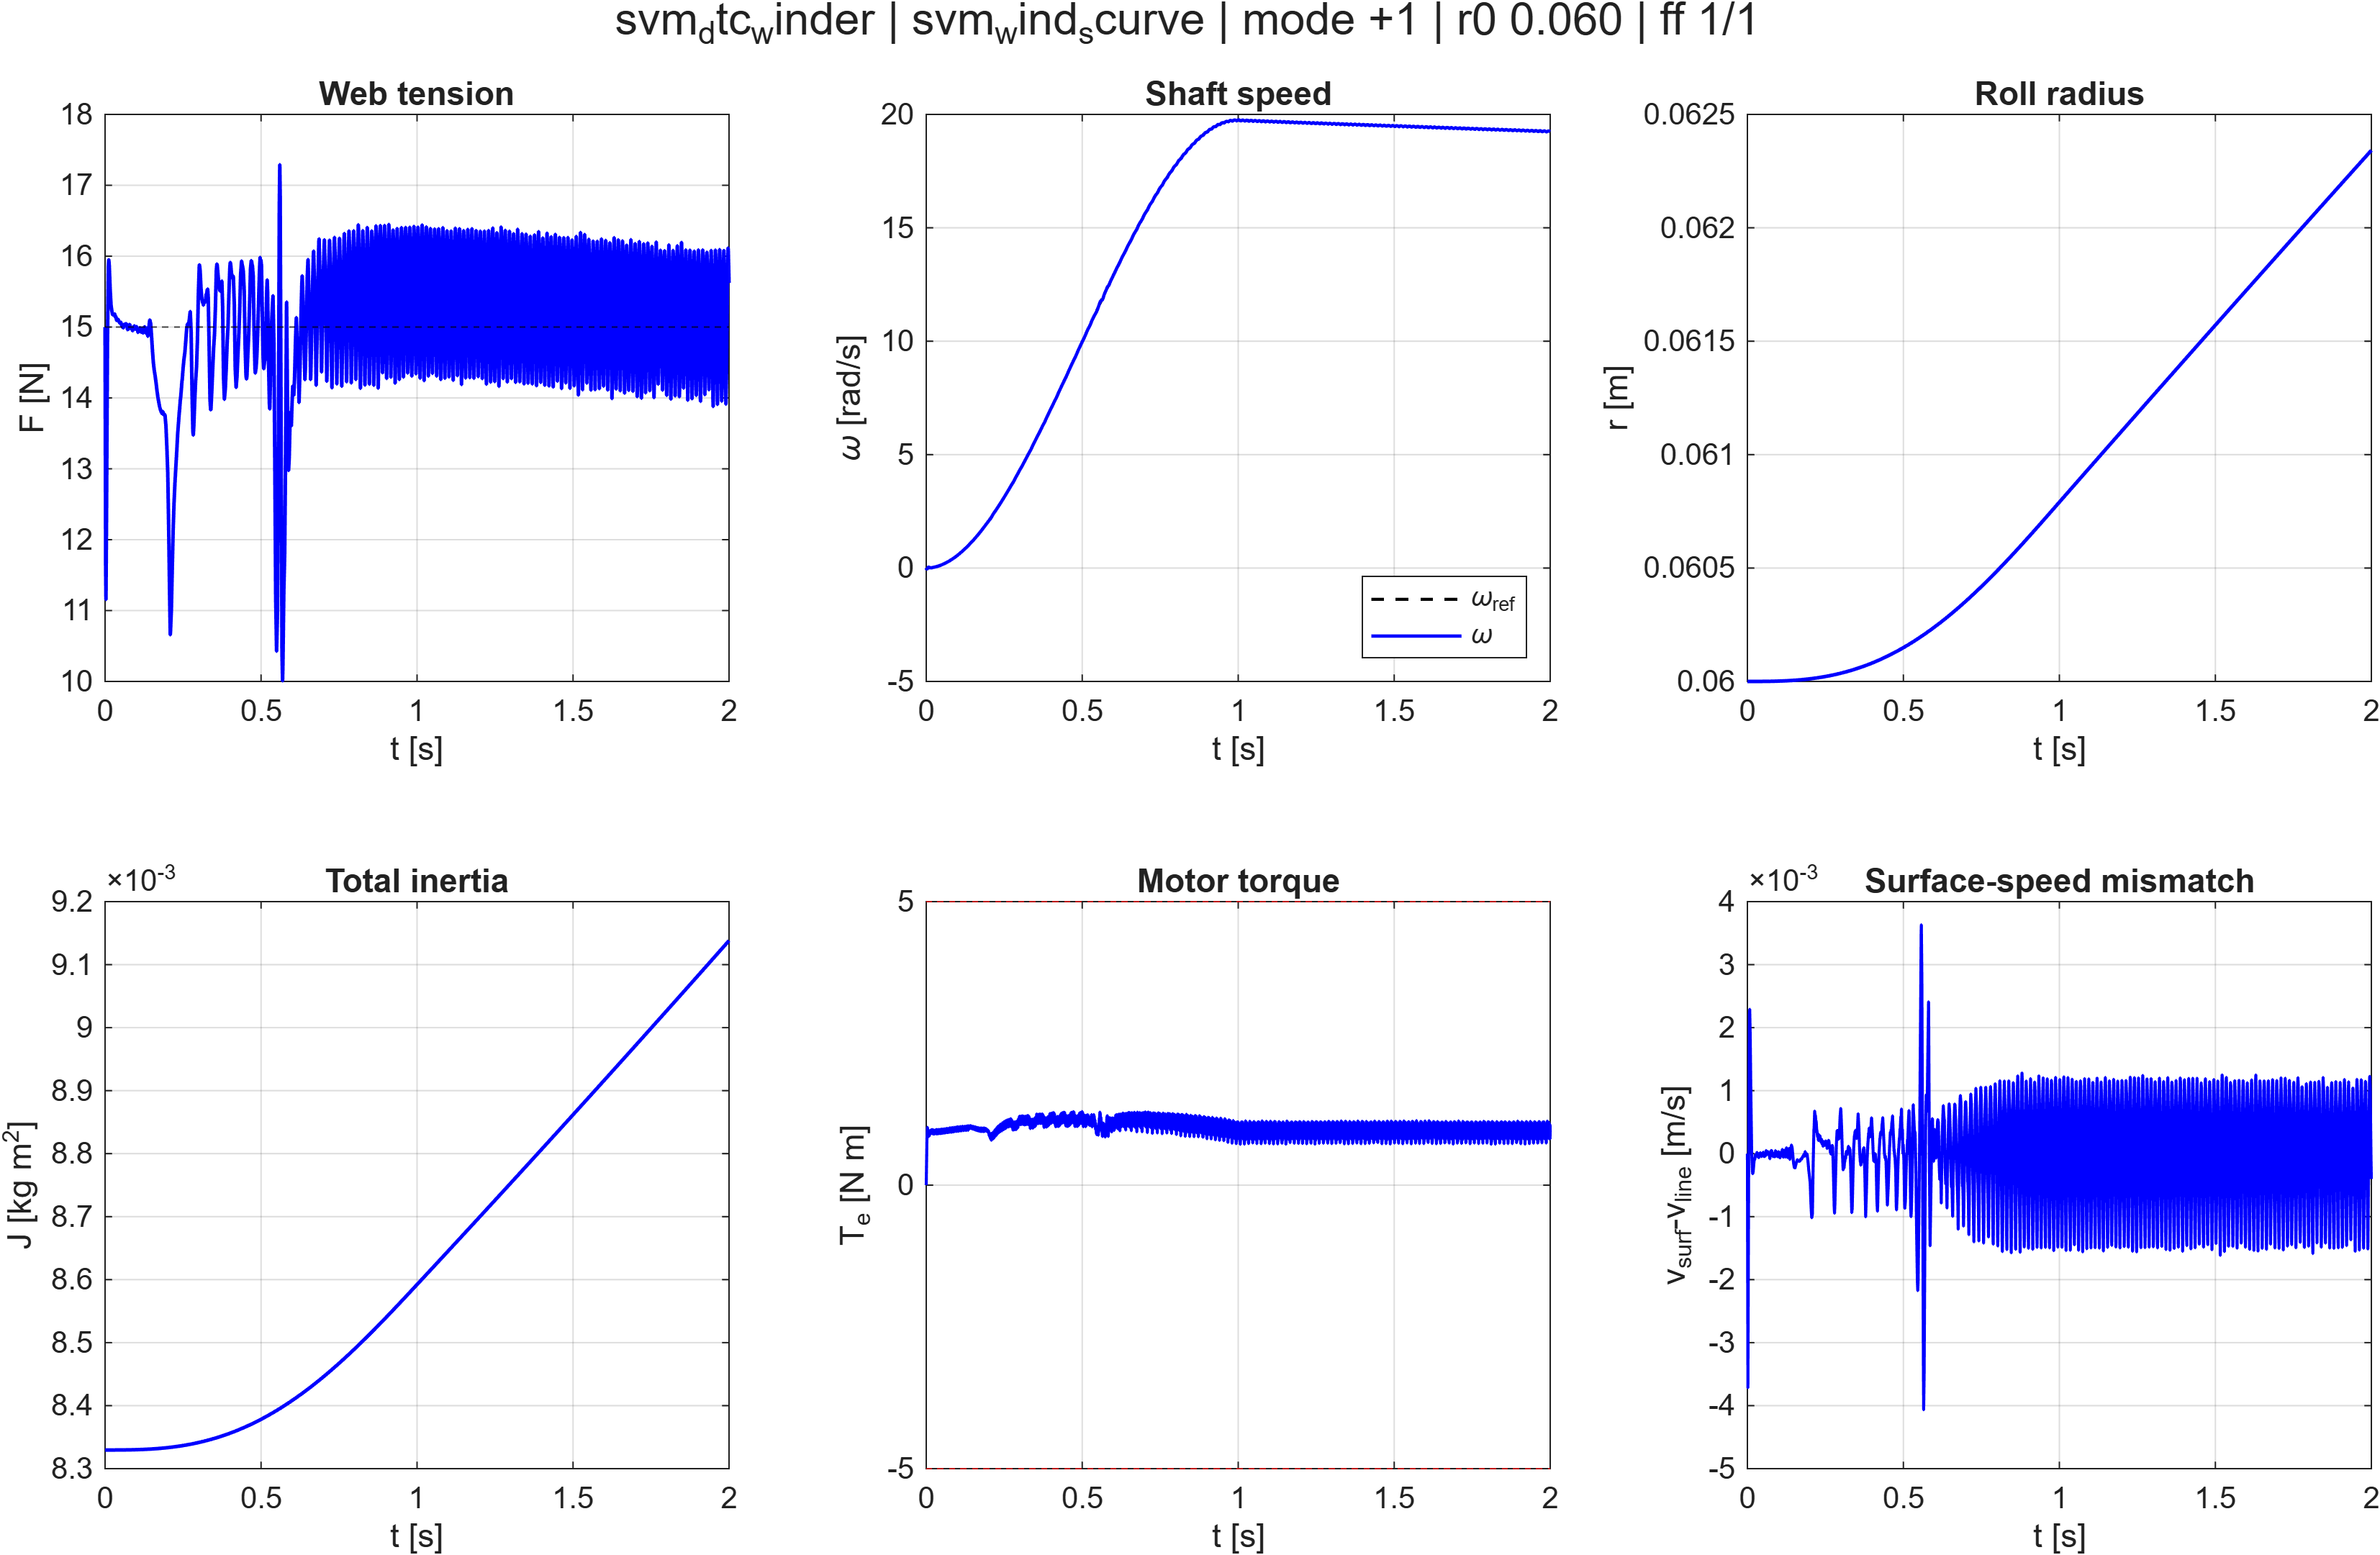 svm_dtc_winder | svm_wind_scurve | mode +1 | r0 0.060 | ff 1/1
Web tension
18
17
16
15
14
13
12
11
10
F [N]
0 0.5 1 1.5 2
t [s]
Shaft speed
20
15
10
5
0
-5
ω [rad/s]
ω_ref
ω
0 0.5 1 1.5 2
t [s]
Roll radius
0.0625
0.062
0.0615
0.061
0.0605
0.06
r [m]
0 0.5 1 1.5 2
t [s]
Total inertia
×10^-3
9.2
9.1
9
8.9
8.8
8.7
8.6
8.5
8.4
8.3
J [kg m^2]
0 0.5 1 1.5 2
t [s]
Motor torque
5
0
-5
T_e [N m]
0 0.5 1 1.5 2
t [s]
Surface-speed mismatch
×10^-3
4
3
2
1
0
-1
-2
-3
-4
-5
v_surf-v_line [m/s]
0 0.5 1 1.5 2
t [s]